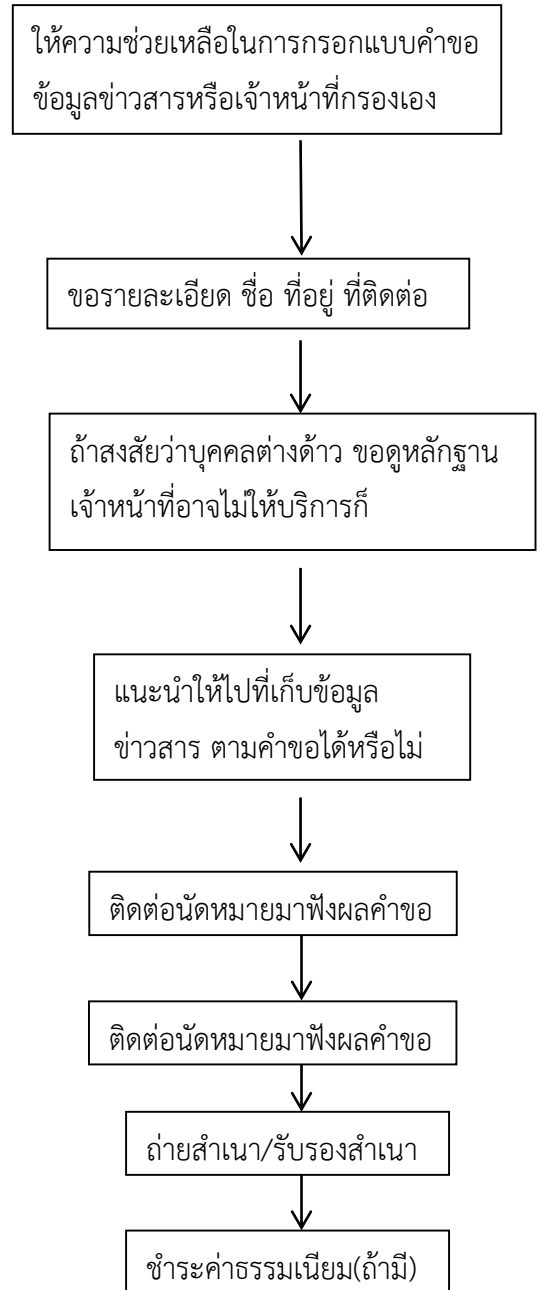 ให้ความช่วยเหลือในการกรอกแบบคำขอ
ข้อมูลข่าวสารหรือเจ้าหน้าที่กรองเอง
ขอรายละเอียด ชื่อ ที่อยู่ ที่ติดต่อ
ถ้าสงสัยว่าบุคคลต่างด้าว ขอดูหลักฐาน
เจ้าหน้าที่อาจไม่ให้บริการก็
แนะนำให้ไปที่เก็บข้อมูล
ข่าวสาร ตามคำขอได้หรือไม่
ติดต่อนัดหมายมาฟังผลคำขอ
ติดต่อนัดหมายมาฟังผลคำขอ
ถ่ายสำเนา/รับรองสำเนา
ชำระค่าธรรมเนียม(ถ้ามี)